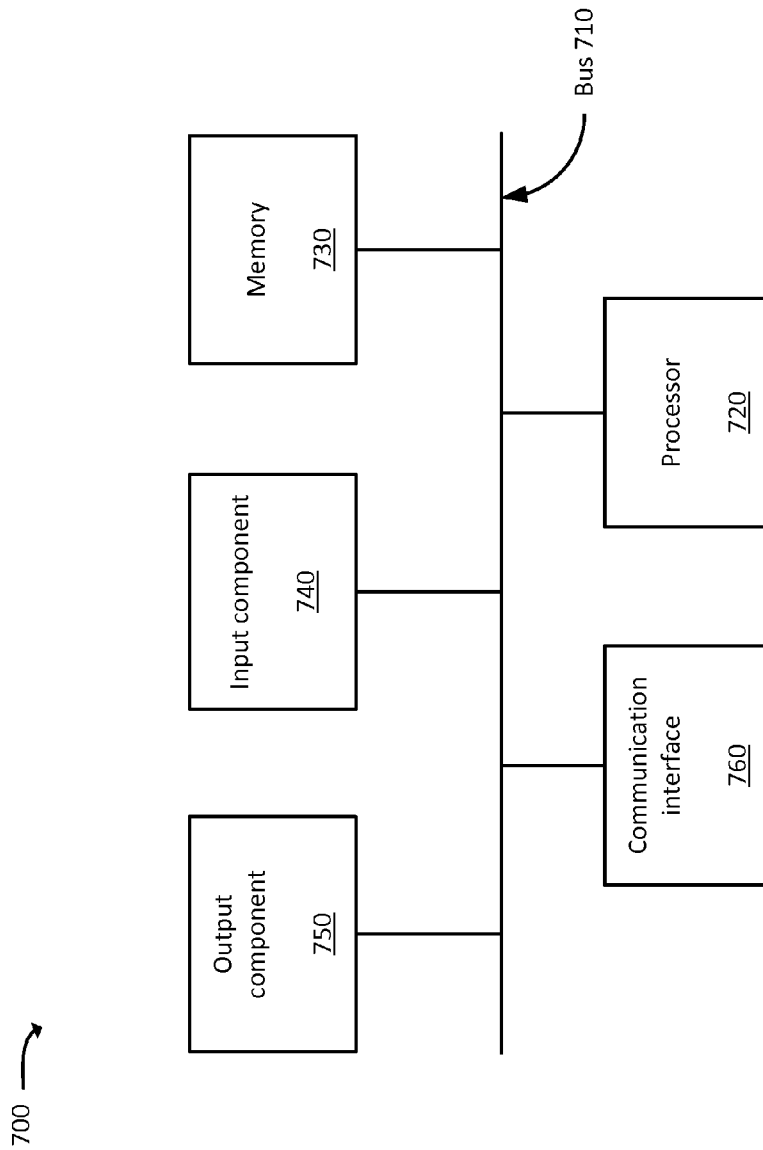 700
Output
component
750
Input component
740
Memory
730
Communication
interface
760
Processor
720
Bus 710